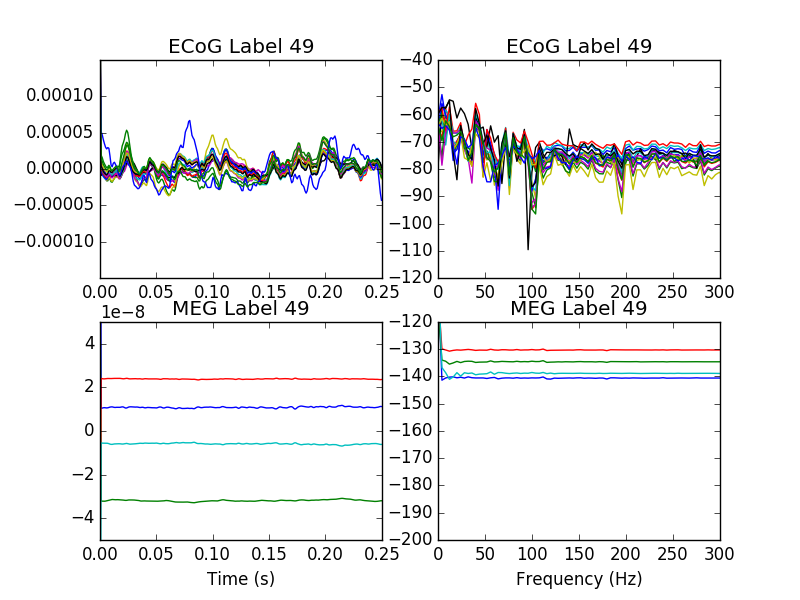 ECoG Label 49
0.00010
0.00005
0.00000
−0.00005
−0.00010
0.00 0.05 0.10 0.15 0.20 0.25
ECoG Label 49
−40
−50
−60
−70
−80
−90
−100
−110
−120
0 50 100 150 200 250 300
MEG Label 49
1e−8
4
2
0
−2
−4
0.00 0.05 0.10 0.15 0.20 0.25
Time (s)
MEG Label 49
−120
−130
−140
−150
−160
−170
−180
−190
−200
0 50 100 150 200 250 300
Frequency (Hz)